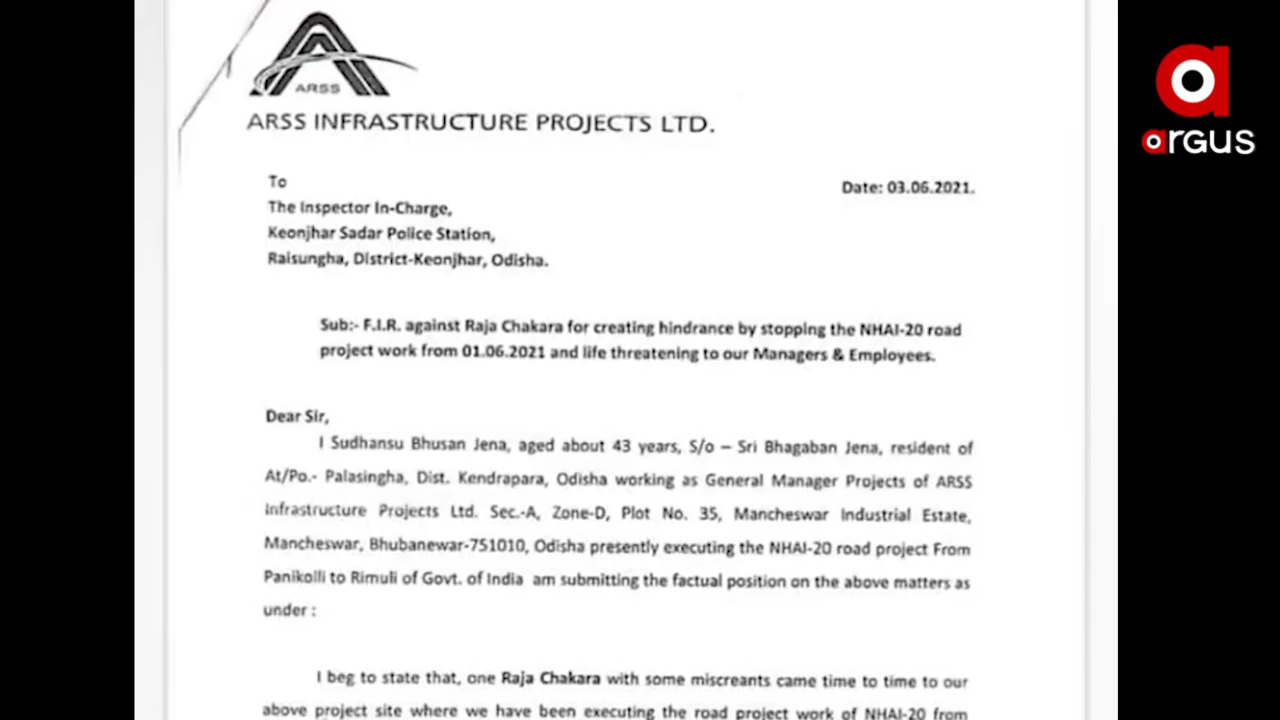 ARSS
ARSS INFRASTRUCTURE PROJECTS LTD.
argus
To
Date: 03.06.2021.
The Inspector In-Charge,
Keonjhar Sadar Police Station,
Raisungha, District-Keonjhar, Odisha.
Sub:- F.I.R. against Raja Chakara for creating hindrance by stopping the NHAI-20 road
project work from 01.06.2021 and life threatening to our Managers & Employees.
Dear Sir,
I Sudhansu Bhusan Jena, aged about 43 years, S/o – Sri Bhagaban Jena, resident of
At/Po.- Palasingha, Dist. Kendrapara, Odisha working as General Manager Projects of ARSS
Infrastructure Projects Ltd. Sec.-A, Zone-D, Plot No. 35, Mancheswar Industrial Estate,
Mancheswar, Bhubanewar-751010, Odisha presently executing the NHAI-20 road project From
Panikolli to Rimuli of Govt. of India am submitting the factual position on the above matters as
under :
I beg to state that, one Raja Chakara with some miscreants came time to time to our
above project site where we have been executing the road project work of NHAI-20 from